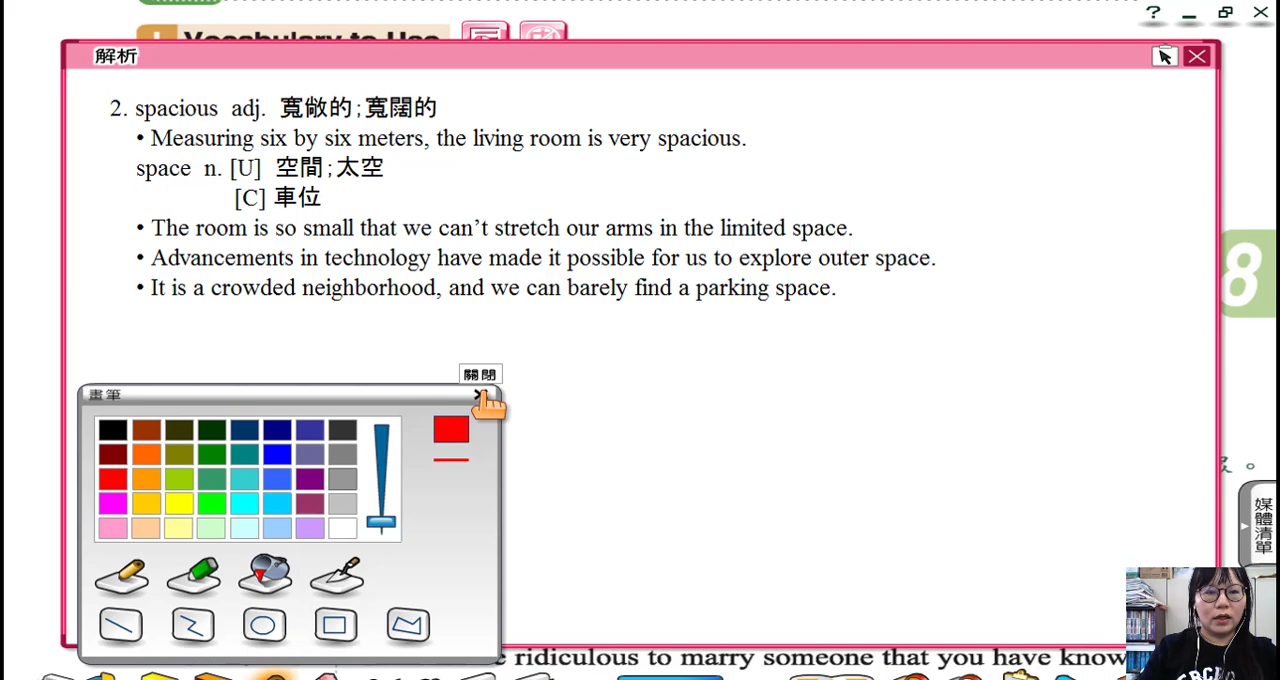 Vocabulary to Use
解析
2. spacious adj. 寬敞的；寬闊的
• Measuring six by six meters, the living room is very spacious.
space n. [U] 空間；太空
[C] 車位
• The room is so small that we can't stretch our arms in the limited space.
• Advancements in technology have made it possible for us to explore outer space.
• It is a crowded neighborhood, and we can barely find a parking space.
8
關閉
畫筆
。
媒體清單
ridiculous to marry someone that you have know